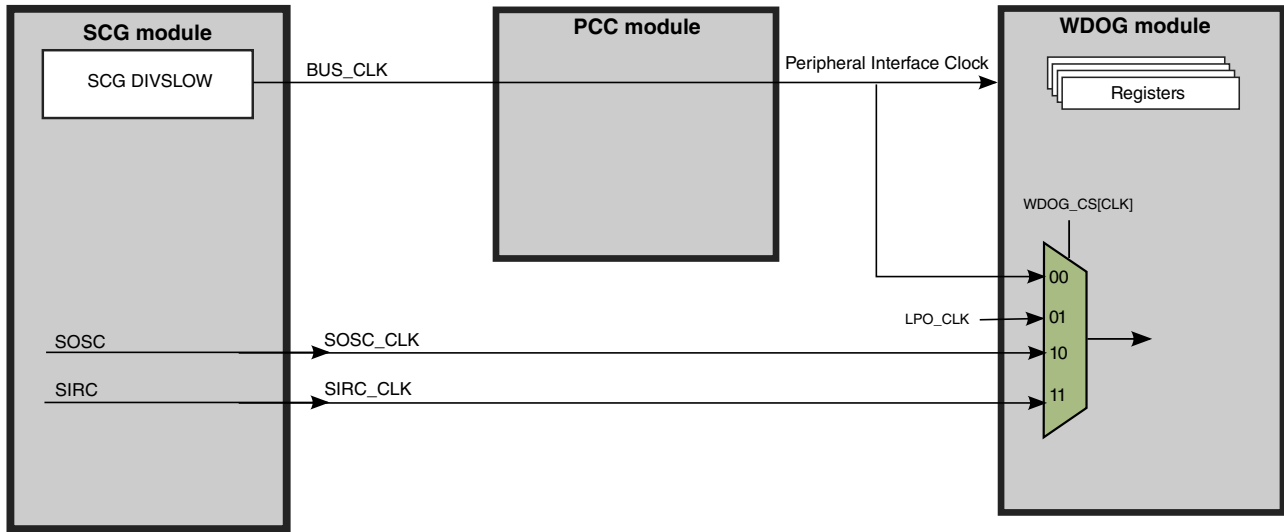 SCG module
PCC module
WDOG module
SCG DIVSLOW
BUS_CLK
Peripheral Interface Clock
Registers
WDOG_CS[CLK]
00
LPO_CLK
01
SOSC
SOSC_CLK
10
SIRC
SIRC_CLK
11